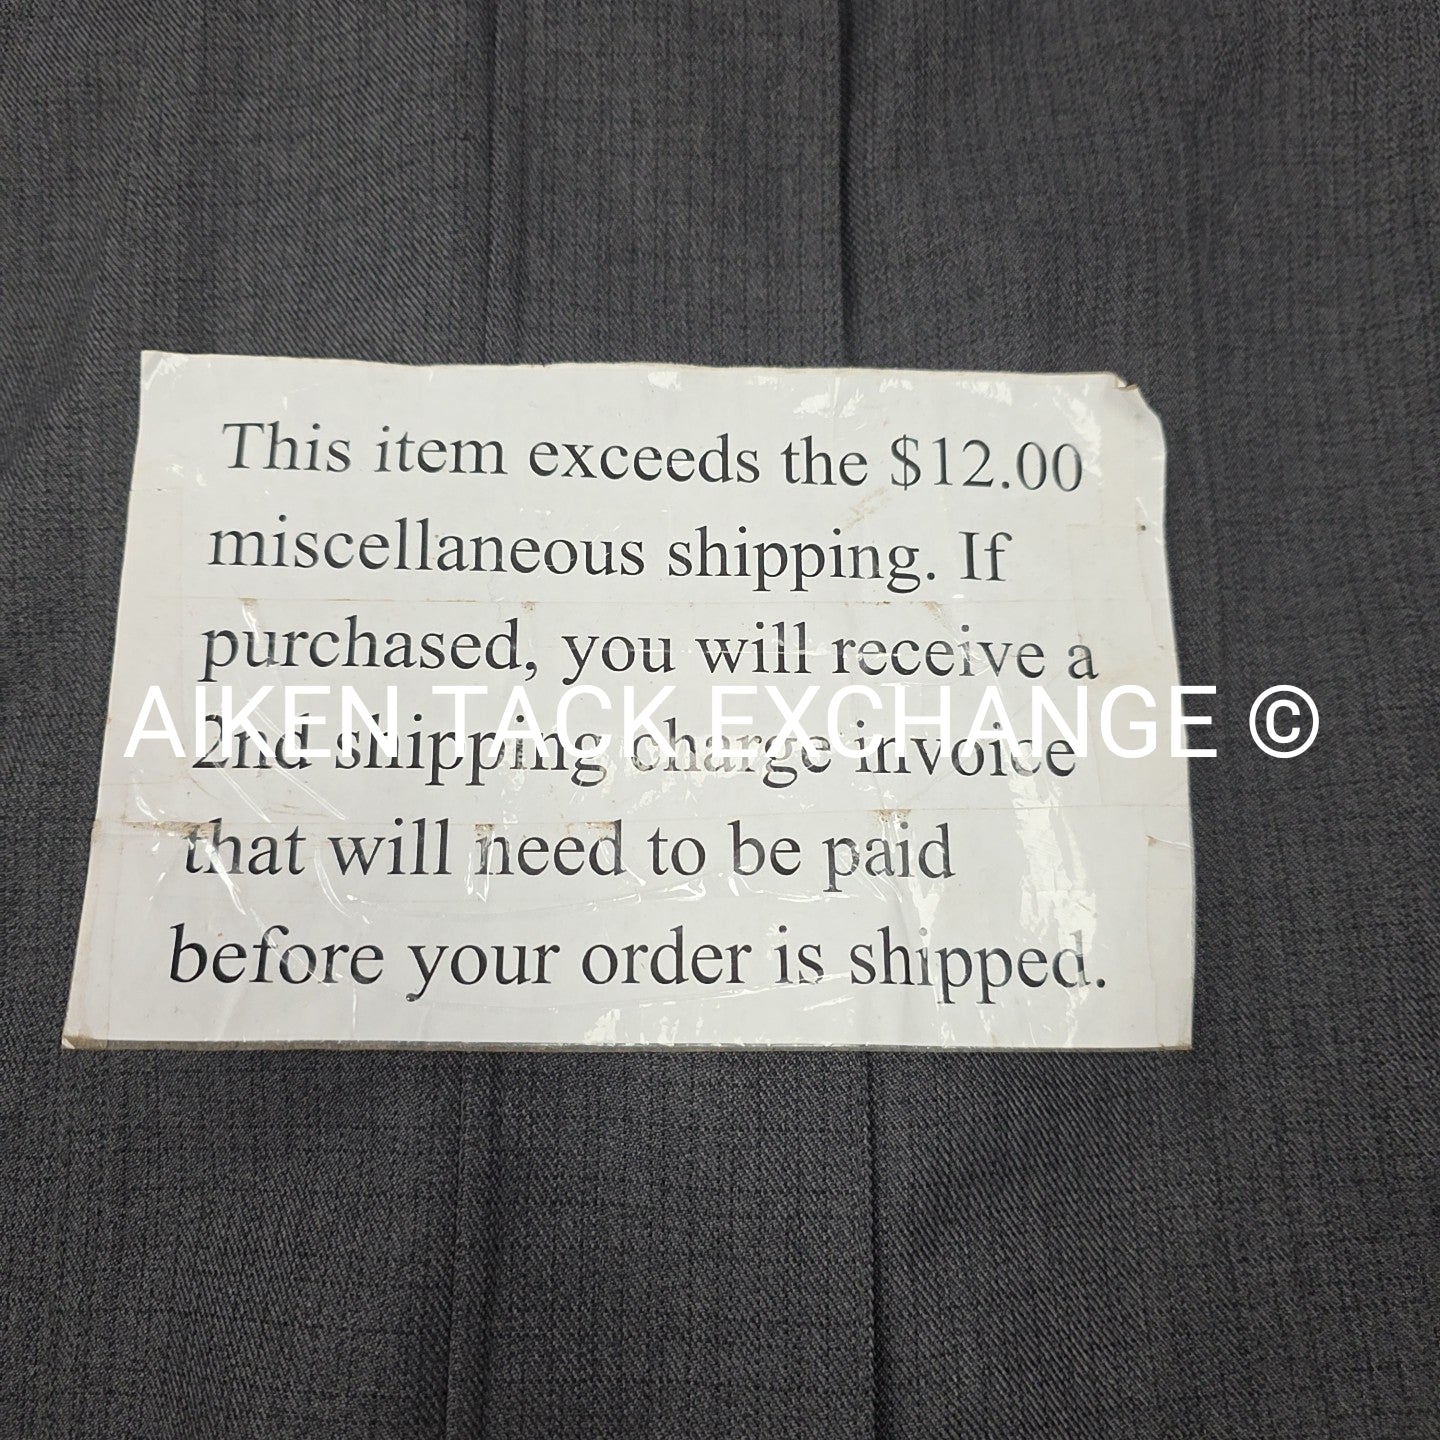 This item exceeds the $12.00
miscellaneous shipping. If
purchased, you will receive a
AIKEN TACK EXCHANGE ©
2nd shipping charge invoice
that will need to be paid
before your order is shipped.